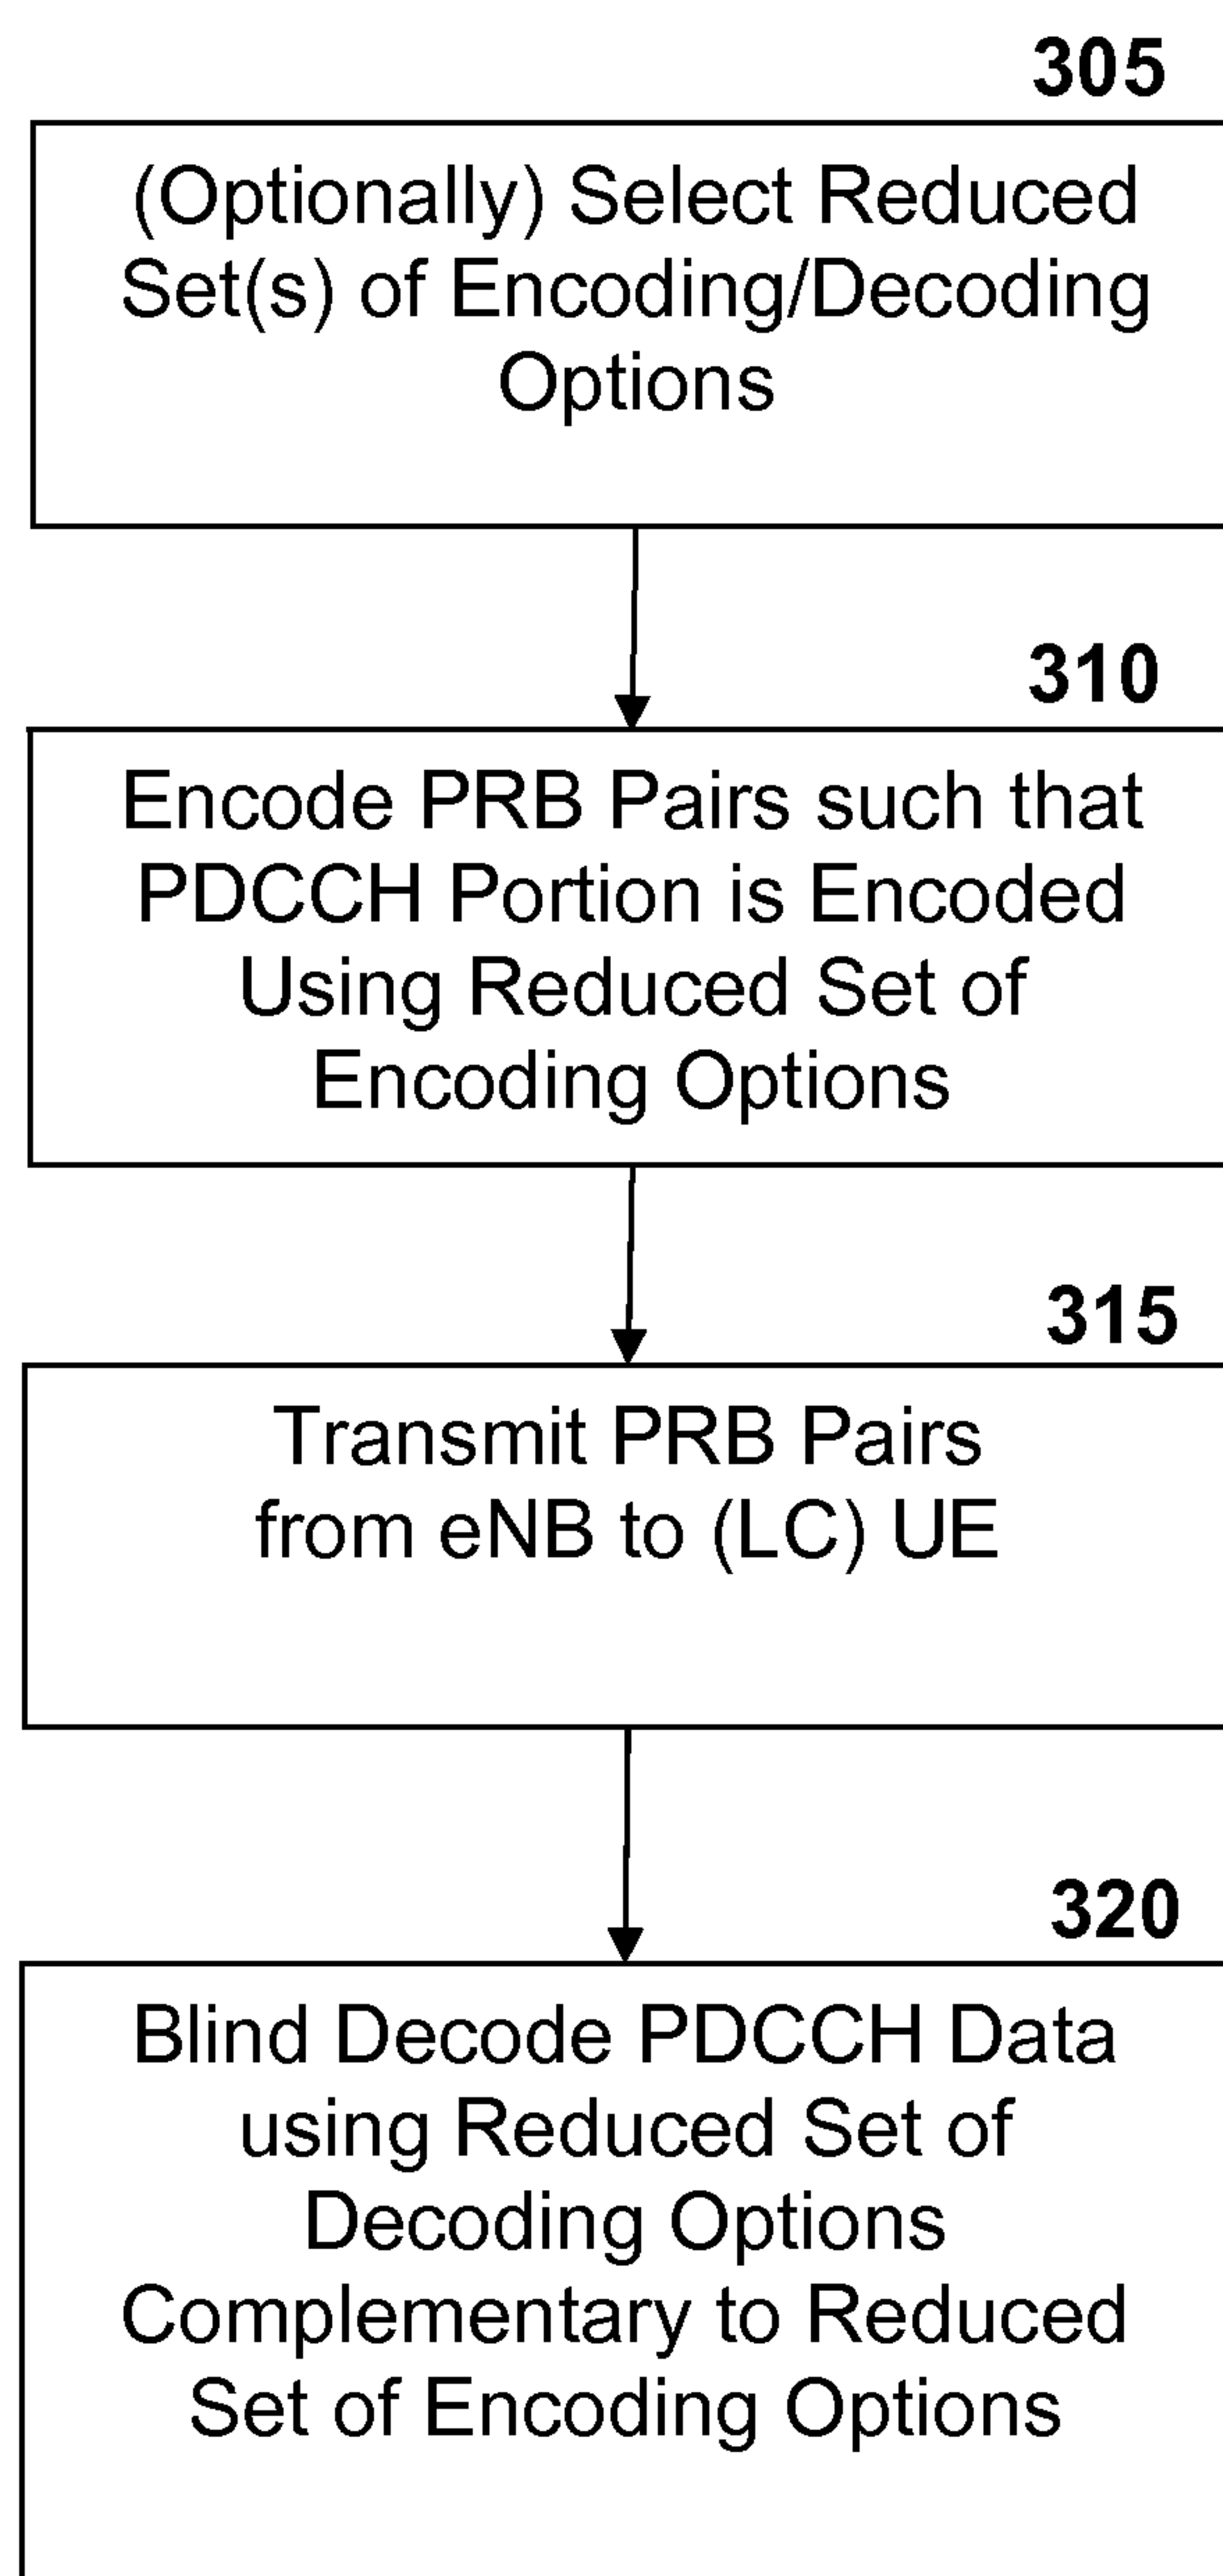 305
(Optionally) Select Reduced
Set(s) of Encoding/Decoding
Options
310
Encode PRB Pairs such that
PDCCH Portion is Encoded
Using Reduced Set of
Encoding Options
315
Transmit PRB Pairs
from eNB to (LC) UE
320
Blind Decode PDCCH Data
using Reduced Set of
Decoding Options
Complementary to Reduced
Set of Encoding Options